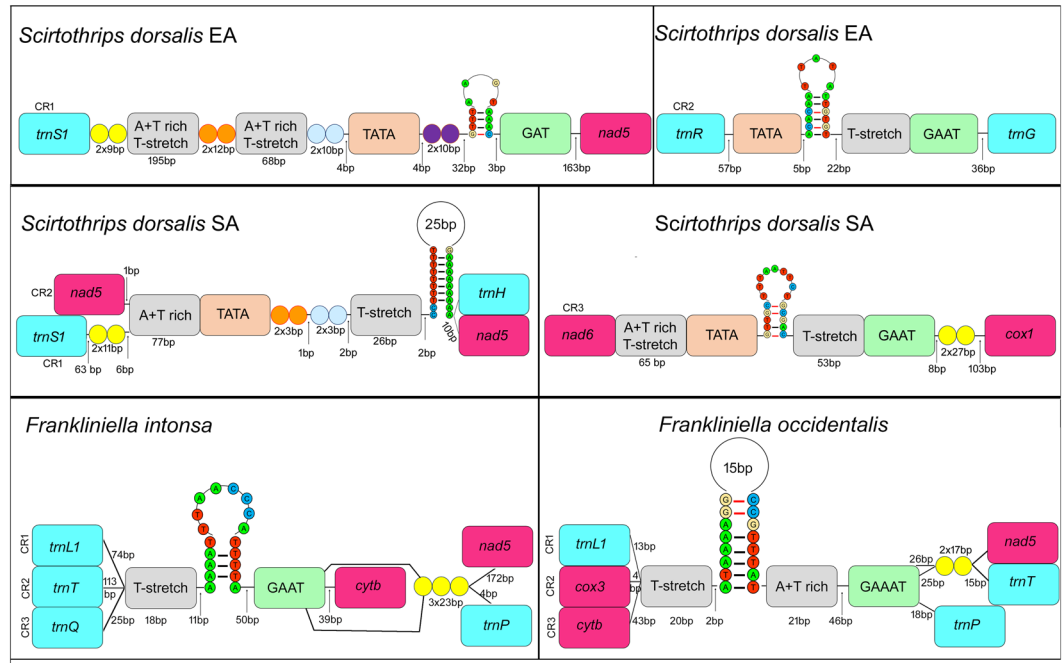 Scirtothrips dorsalis EA
CR1
trnS1
2x9bp
A+T rich
T-stretch
195bp
2x12bp
A+T rich
T-stretch
68bp
2x10bp
4bp
TATA
4bp
2x10bp
32bp
A G
A T
3bp
GAT
163bp
nad5
Scirtothrips dorsalis EA
CR2
trnR
57bp
TATA
5bp
22bp
T-stretch
GAAT
36bp
trnG
Scirtothrips dorsalis SA
CR2
nad5
1bp
trnS1
CR1
63 bp
2x11bp
6bp
A+T rich
77bp
TATA
2x3bp
1bp
2x3bp
2bp
T-stretch
26bp
2bp
25bp
10bp
trnH
nad5
Scirtothrips dorsalis SA
CR3
nad6
A+T rich
T-stretch
65 bp
TATA
T-stretch
53bp
GAAT
8bp
2x27bp
103bp
cox1
Frankliniella intonsa
CR1
trnL1
74bp
CR2
trnT
113
bp
CR3
trnQ
25bp
T-stretch
18bp
11bp
A A C C
T C
T A
T T
A T
A T
A T
A A
50bp
GAAT
39bp
cytb
3x23bp
nad5
172bp
4bp
trnP
Frankliniella occidentalis
CR1
trnL1
13bp
CR2
cox3
4
bp
CR3
cytb
43bp
T-stretch
20bp
2bp
15bp
G C
G C
A G
A T
A T
A T
T A
A T
A+T rich
21bp
46bp
GAAAT
26bp
25bp
2x17bp
15bp
18bp
nad5
trnT
trnP